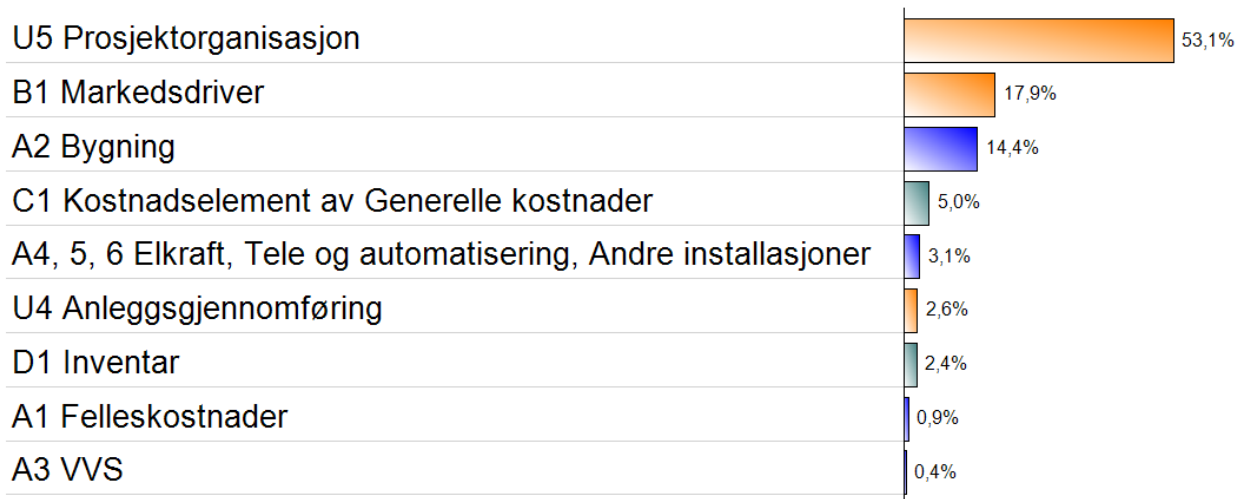 U5 Prosjektorganisasjon 53,1%
B1 Markedsdriver 17,9%
A2 Bygning 14,4%
C1 Kostnadselement av Generelle kostnader 5,0%
A4, 5, 6 Elkraft, Tele og automatisering, Andre installasjoner 3,1%
U4 Anleggsgjennomføring 2,6%
D1 Inventar 2,4%
A1 Felleskostnader 0,9%
A3 VVS 0,4%